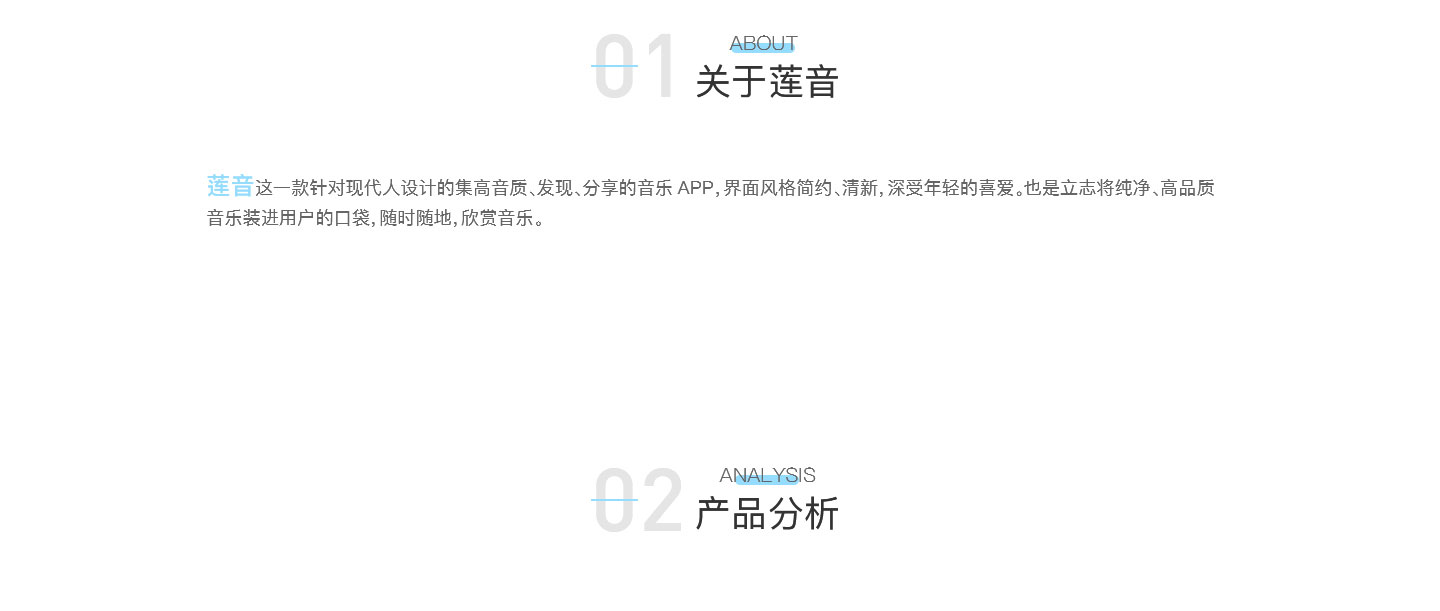 01
ABOUT
关于莲音
莲音这一款针对现代人设计的集高音质、发现、分享的音乐 APP, 界面风格简约、清新, 深受年轻的喜爱。也是立志将纯净、高品质
音乐装进用户的口袋, 随时随地, 欣赏音乐。
02
ANALYSIS
产品分析